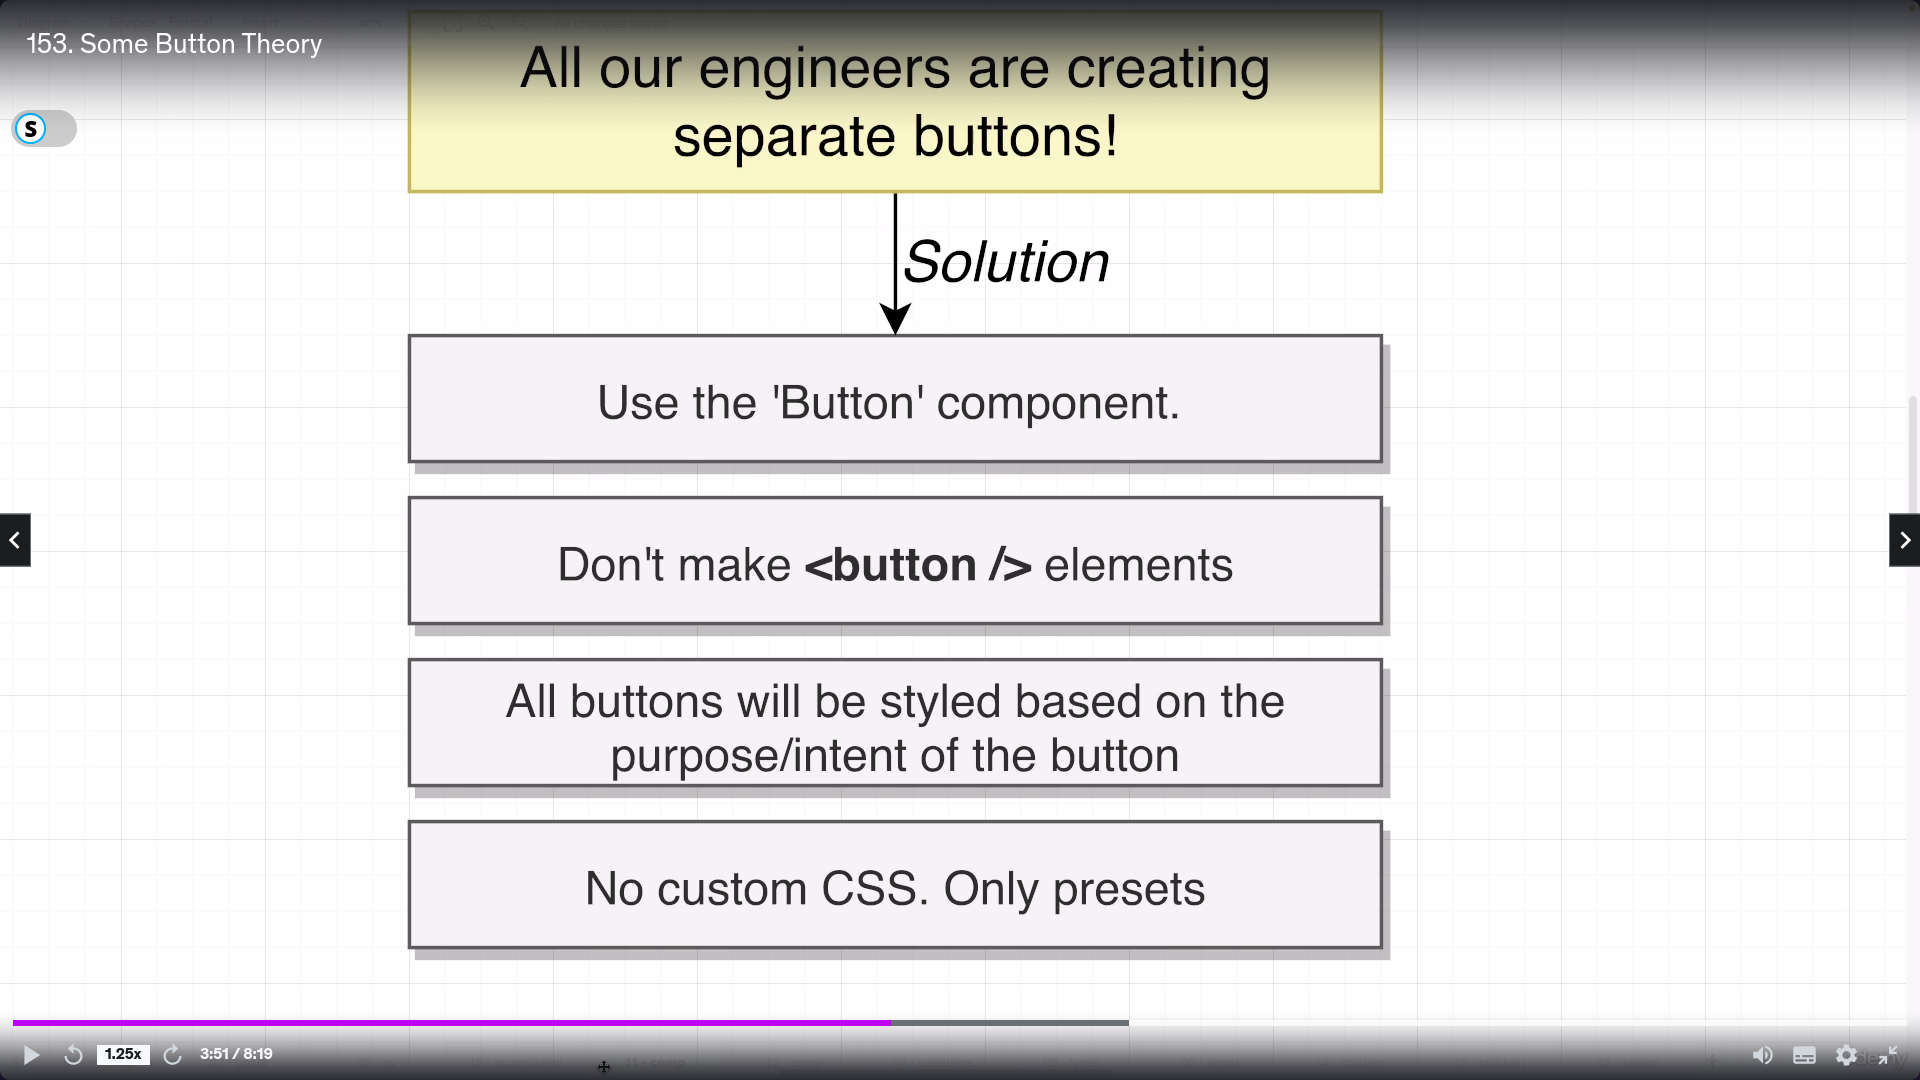 153. Some Button Theory
All our engineers are creating
separate buttons!
S
Solution
Use the 'Button' component.
Don't make <button /> elements
All buttons will be styled based on the
purpose/intent of the button
No custom CSS. Only presets
1.25x
3:51 / 8:19